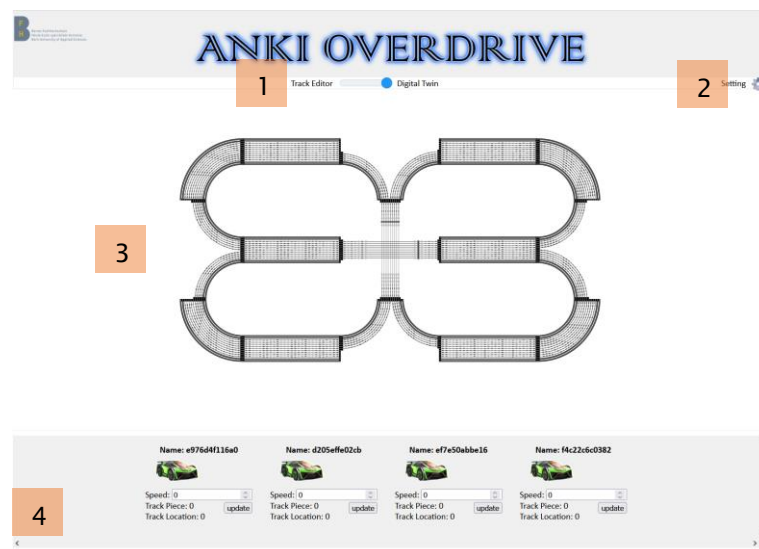 ANKI OVERDRIVE
1
Track Editor Digital Twin
2
Setting
3
Name: e976d4f116a0 Name: d205effe02cb Name: ef7e50abbe16 Name: f4c22c6c0382
Speed: 0 Speed: 0 Speed: 0 Speed: 0
Track Piece: 0 update Track Piece: 0 update Track Piece: 0 update Track Piece: 0 update
Track Location: 0 Track Location: 0 Track Location: 0 Track Location: 0
4